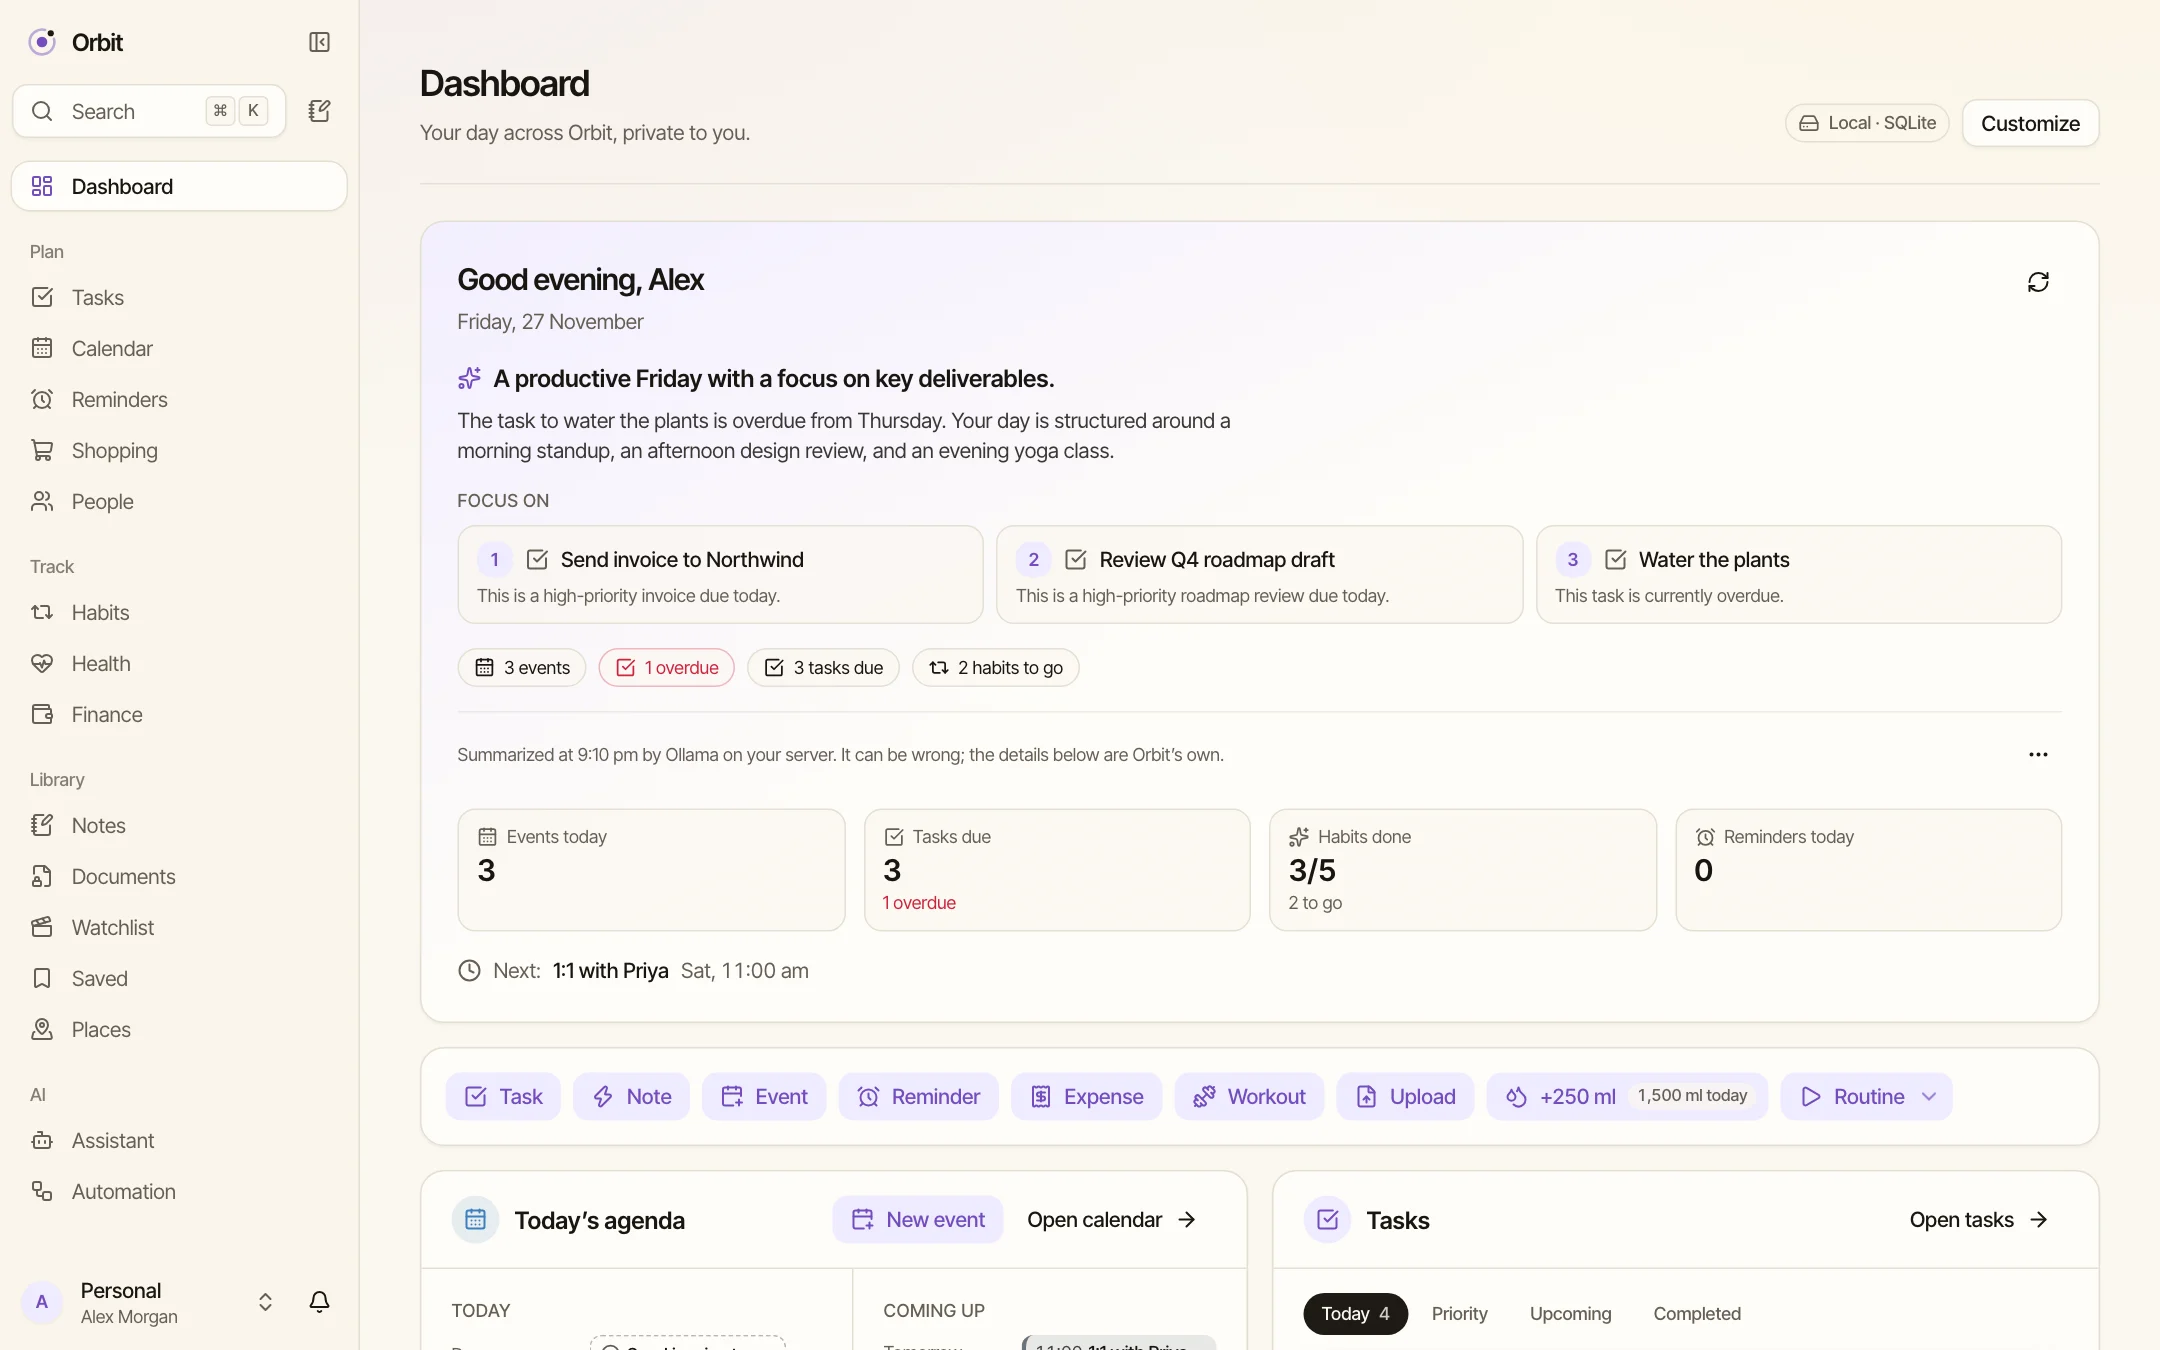 Orbit
Search ⌘ K
Dashboard
Plan
Tasks
Calendar
Reminders
Shopping
People
Track
Habits
Health
Finance
Library
Notes
Documents
Watchlist
Saved
Places
AI
Assistant
Automation
A
Personal
Alex Morgan
Dashboard
Your day across Orbit, private to you.
Local · SQLite
Customize
Good evening, Alex
Friday, 27 November
A productive Friday with a focus on key deliverables.
The task to water the plants is overdue from Thursday. Your day is structured around a
morning standup, an afternoon design review, and an evening yoga class.
FOCUS ON
1 Send invoice to Northwind
This is a high-priority invoice due today.
2 Review Q4 roadmap draft
This is a high-priority roadmap review due today.
3 Water the plants
This task is currently overdue.
3 events
1 overdue
3 tasks due
2 habits to go
Summarized at 9:10 pm by Ollama on your server. It can be wrong; the details below are Orbit’s own.
Events today
3
Tasks due
3
1 overdue
Habits done
3/5
2 to go
Reminders today
0
Next: 1:1 with Priya Sat, 11:00 am
Task
Note
Event
Reminder
Expense
Workout
Upload
+250 ml 1,500 ml today
Routine
Today’s agenda
New event
Open calendar
TODAY
COMING UP
Tomorrow
11:00 1:1 with Priya
Tasks
Open tasks
Today 4
Priority
Upcoming
Completed